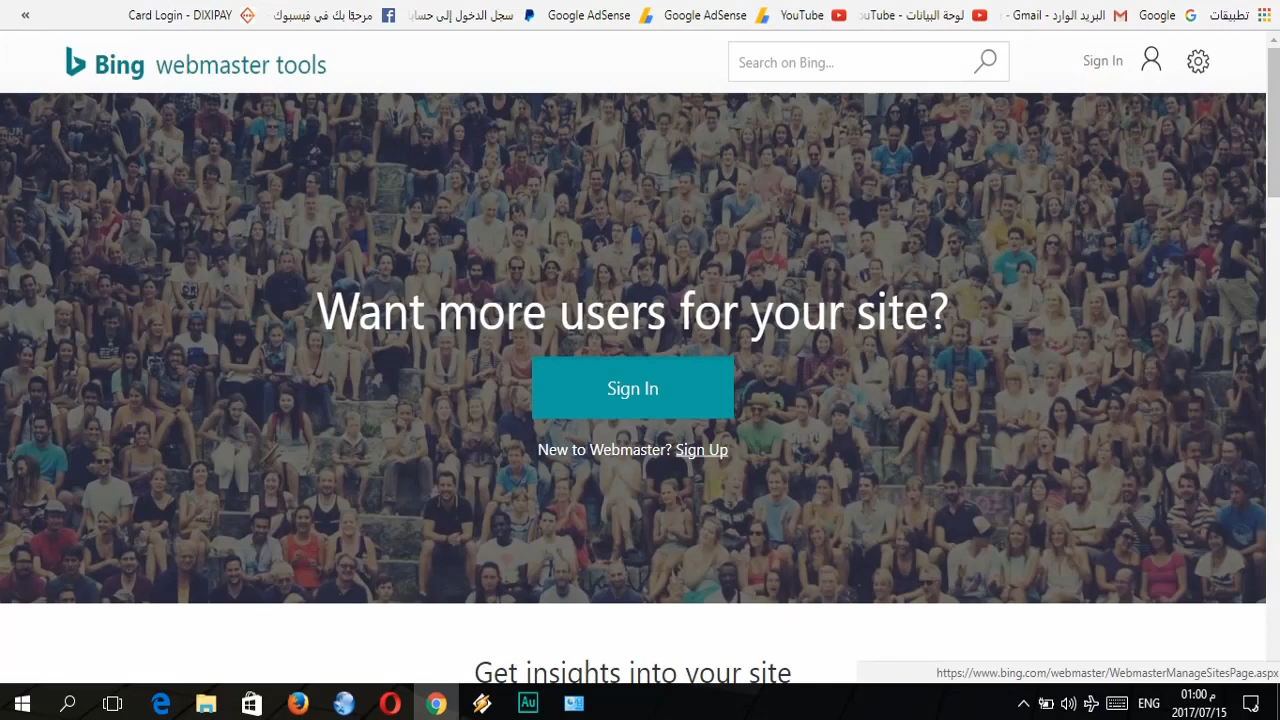 « Card Login - DIXIPAY مرحبًا بك في فيسبوك سجل الدخول إلى حسابك Google AdSense Google AdSense YouTube لوحة البيانات - YouTube البريد الوارد - Gmail Google تطبيقات
Bing webmaster tools
Search on Bing...
Sign In
Want more users for your site?
Sign In
New to Webmaster? Sign Up
Get insights into your site
https://www.bing.com/webmaster/WebmasterManageSitesPage.aspx
Au
ENG
01:00 م
2017/07/15